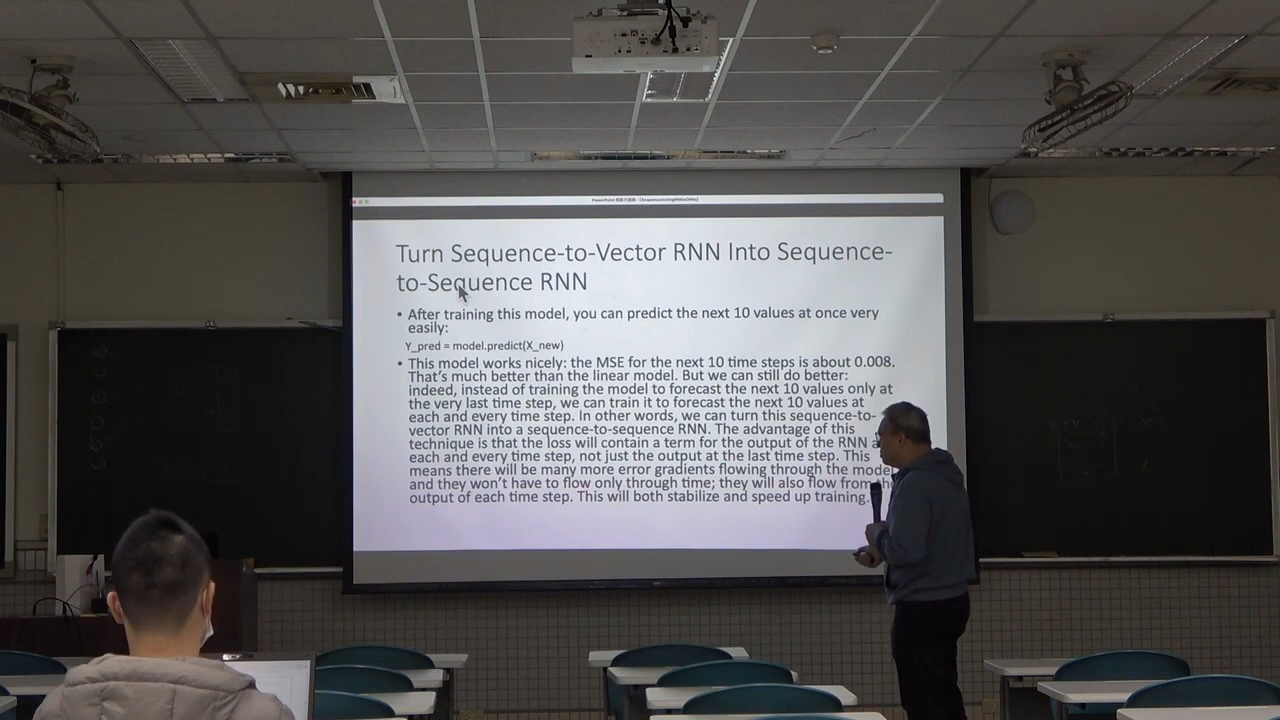 PowerPoint
Turn Sequence-to-Vector RNN Into Sequence-
to-Sequence RNN
• After training this model, you can predict the next 10 values at once very
easily:
Y_pred = model.predict(X_new)
• This model works nicely: the MSE for the next 10 time steps is about 0.008.
That's much better than the linear model. But we can still do better:
indeed, instead of training the model to forecast the next 10 values only at
the very last time step, we can train it to forecast the next 10 values at
each and every time step. In other words, we can turn this sequence-to-
vector RNN into a sequence-to-sequence RNN. The advantage of this
technique is that the loss will contain a term for the output of the RNN
each and every time step, not just the output at the last time step. This
means there will be many more error gradients flowing through the
and they won't have to flow only through time; they will also flow from
output of each time step. This will both stabilize and speed up training.